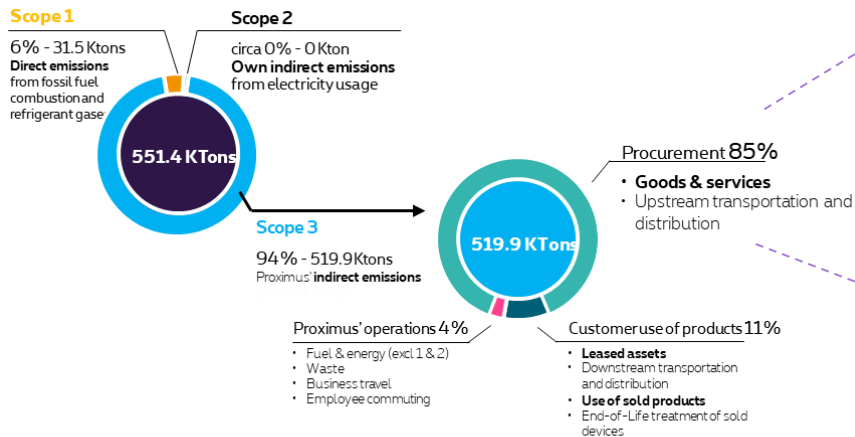 Scope 1
6% - 31.5 Ktons
Direct emissions
from fossil fuel
combustion and
refrigerant gase
Scope 2
circa 0% - 0 Kton
Own indirect emissions
from electricity usage
551.4 KTons
Scope 3
94% - 519.9 Ktons
Proximus' indirect emissions
519.9 KTons
Procurement 85%
• Goods & services
• Upstream transportation and
distribution
Proximus' operations 4%
• Fuel & energy (excl 1 & 2)
• Waste
• Business travel
• Employee commuting
Customer use of products 11%
• Leased assets
• Downstream transportation
and distribution
• Use of sold products
• End-of-Life treatment of sold
devices